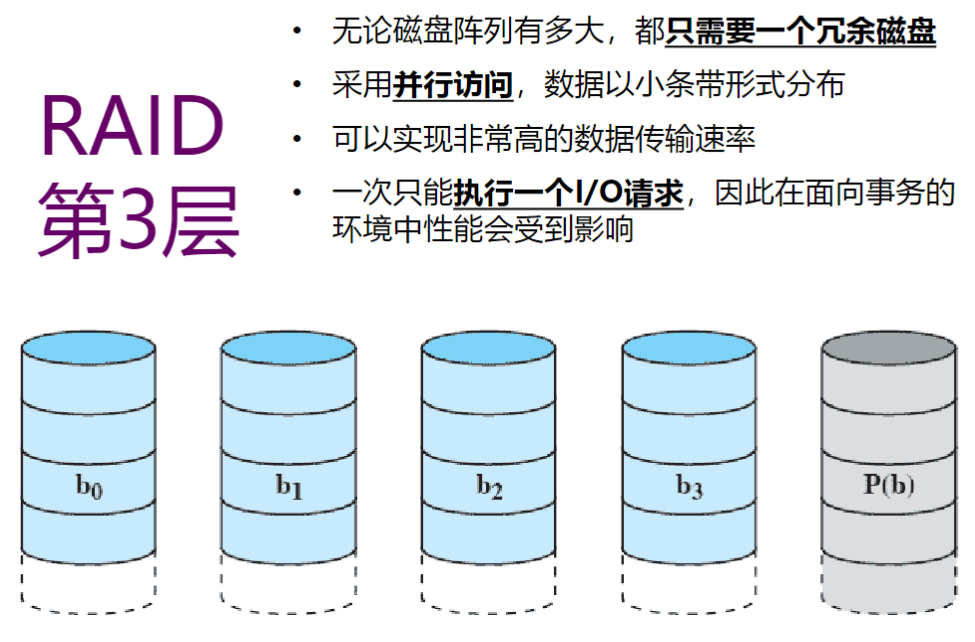 RAID
第3层
• 无论磁盘阵列有多大，都只需要一个冗余磁盘
• 采用并行访问，数据以小条带形式分布
• 可以实现非常高的数据传输速率
• 一次只能执行一个I/O请求，因此在面向事务的
环境中性能会受到影响
b0
b1
b2
b3
P(b)